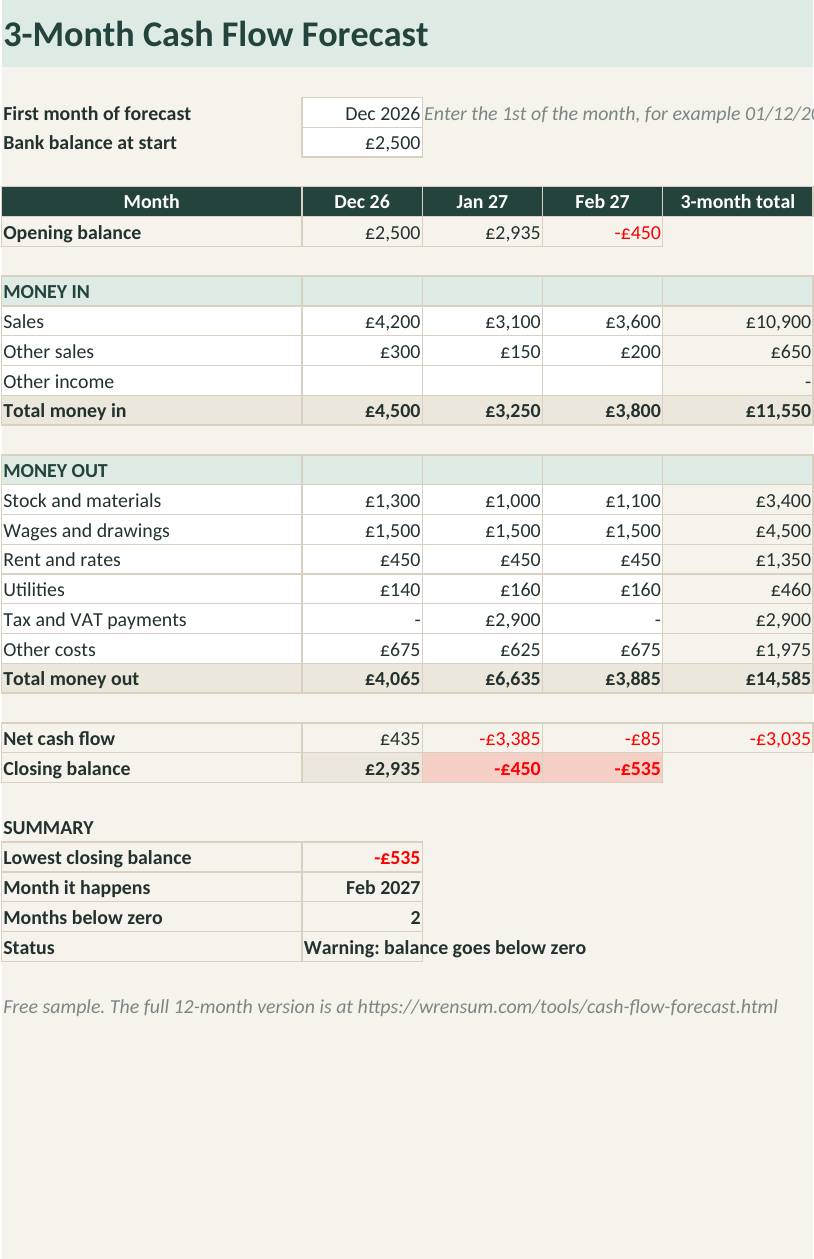 3-Month Cash Flow Forecast
First month of forecast Dec 2026 Enter the 1st of the month, for example 01/12/20
Bank balance at start £2,500
Month Dec 26 Jan 27 Feb 27 3-month total
Opening balance £2,500 £2,935 -£450
MONEY IN
Sales £4,200 £3,100 £3,600 £10,900
Other sales £300 £150 £200 £650
Other income -
Total money in £4,500 £3,250 £3,800 £11,550
MONEY OUT
Stock and materials £1,300 £1,000 £1,100 £3,400
Wages and drawings £1,500 £1,500 £1,500 £4,500
Rent and rates £450 £450 £450 £1,350
Utilities £140 £160 £160 £460
Tax and VAT payments - £2,900 - £2,900
Other costs £675 £625 £675 £1,975
Total money out £4,065 £6,635 £3,885 £14,585
Net cash flow £435 -£3,385 -£85 -£3,035
Closing balance £2,935 -£450 -£535
SUMMARY
Lowest closing balance -£535
Month it happens Feb 2027
Months below zero 2
Status Warning: balance goes below zero
Free sample. The full 12-month version is at https://wrensum.com/tools/cash-flow-forecast.html